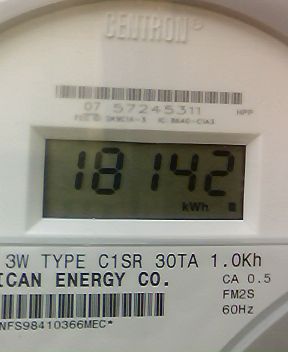 CENTRON®
07 57245311 HPP
18142
kWh
3W TYPE C1SR 30TA 1.0Kh
ICAN ENERGY CO. CA 0.5
FM2S
60Hz
NFS98410366MEC*